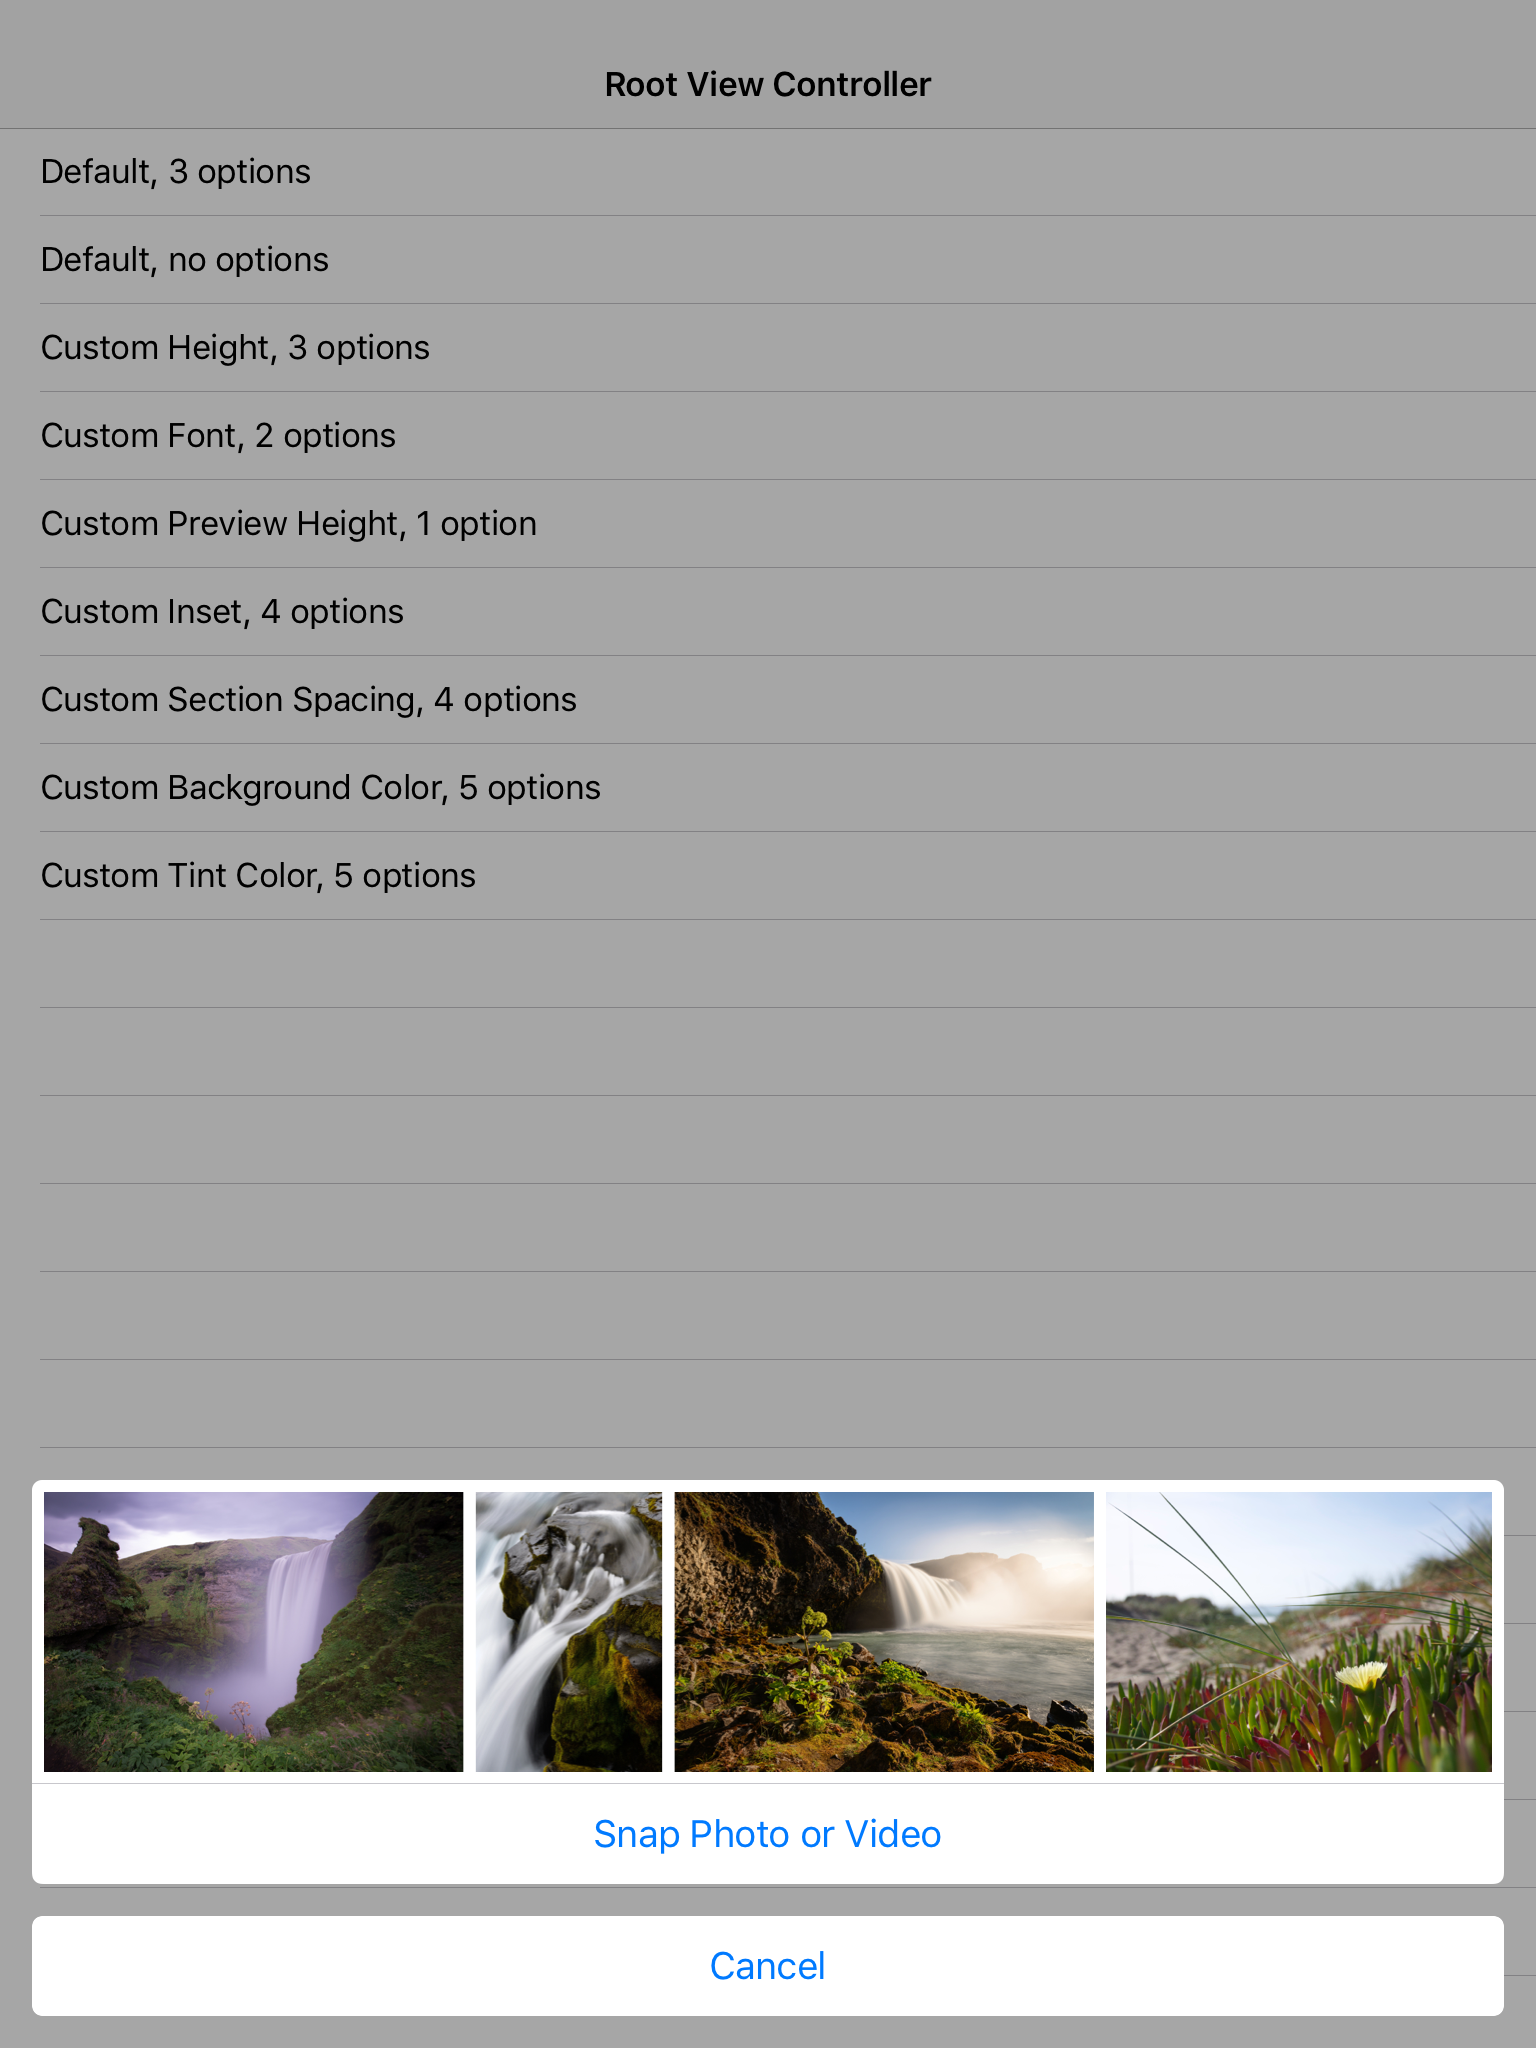 Root View Controller
Default, 3 options
Default, no options
Custom Height, 3 options
Custom Font, 2 options
Custom Preview Height, 1 option
Custom Inset, 4 options
Custom Section Spacing, 4 options
Custom Background Color, 5 options
Custom Tint Color, 5 options
Snap Photo or Video
Cancel